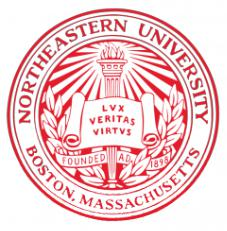 NORTHEASTERN UNIVERSITY
LVX
VERITAS
VIRTVS
FOUNDED A.D. 1898
BOSTON, MASSACHUSETTS